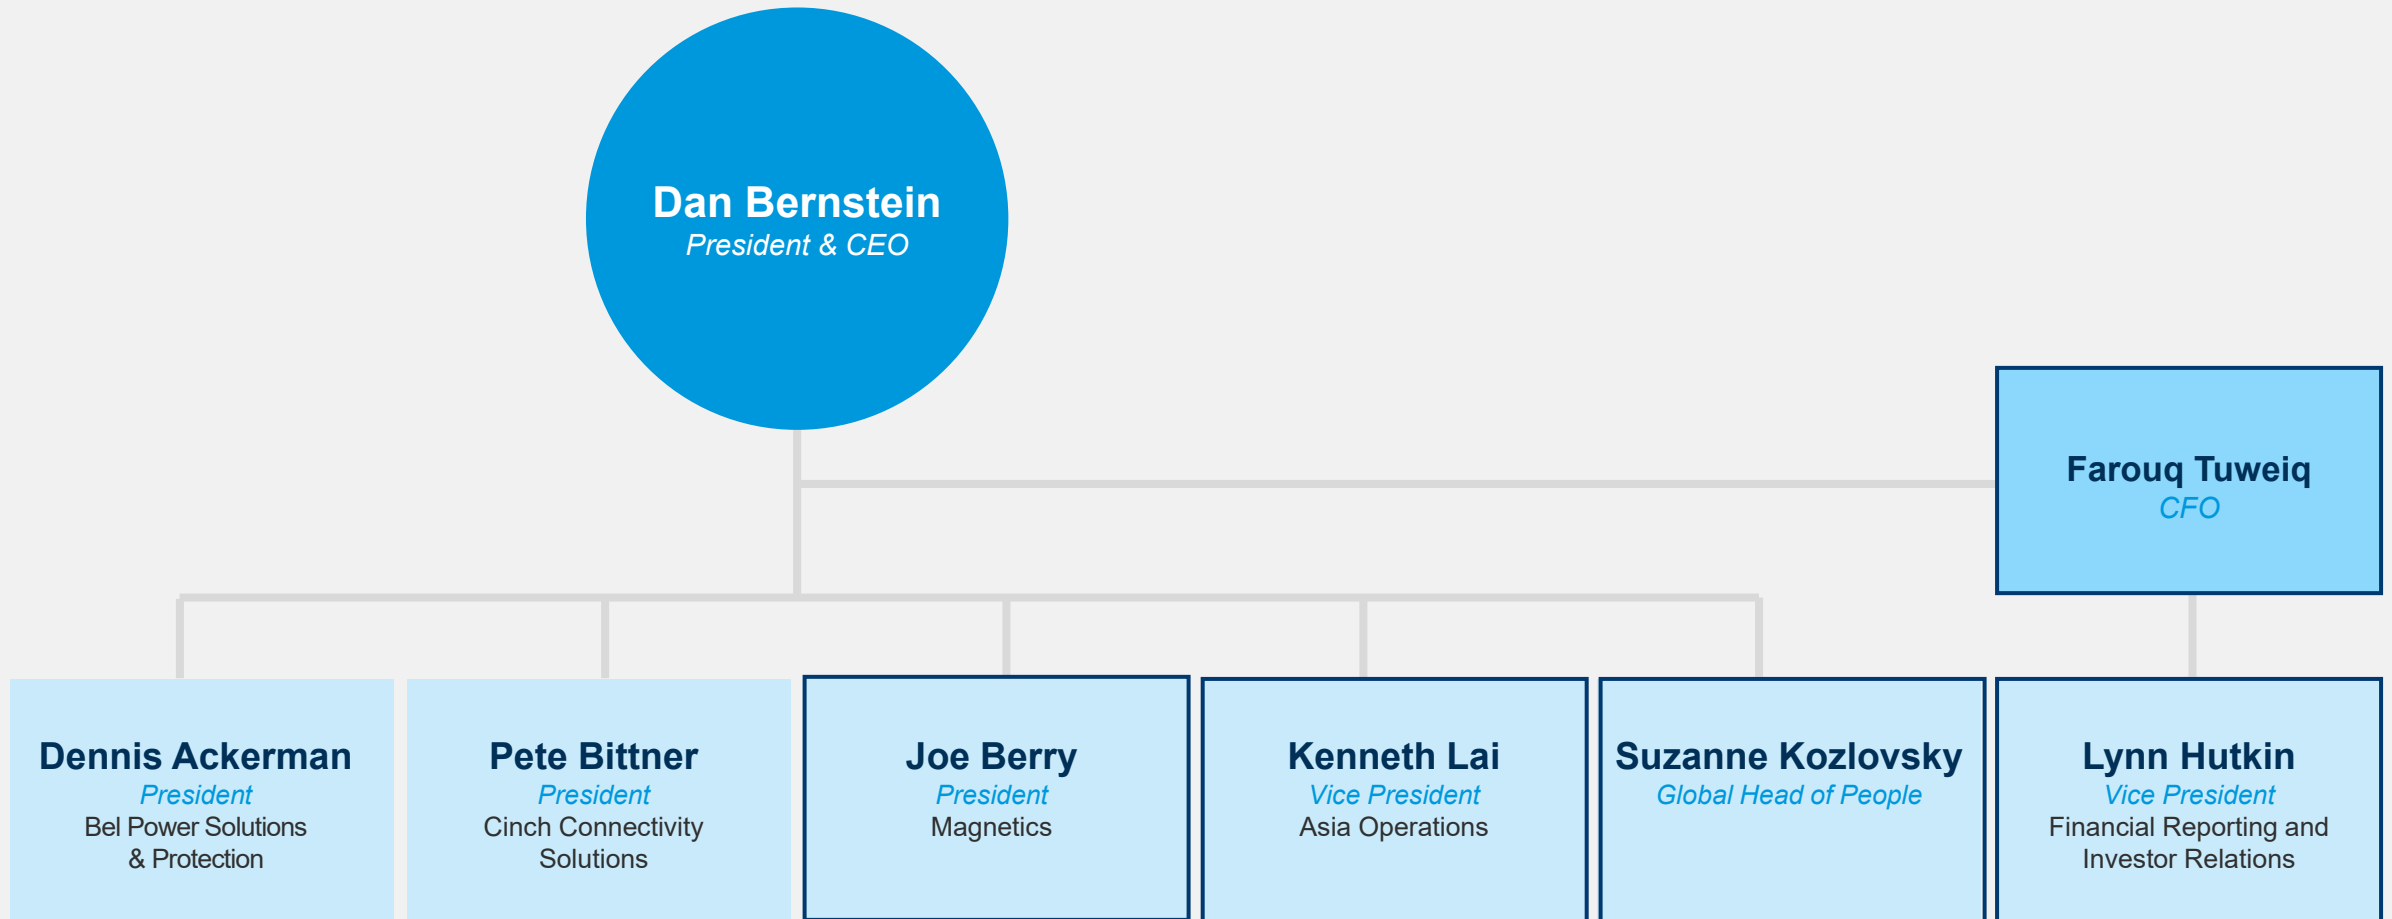 Dan Bernstein
President & CEO
Farouq Tuweiq
CFO
Dennis Ackerman
President
Bel Power Solutions
& Protection
Pete Bittner
President
Cinch Connectivity
Solutions
Joe Berry
President
Magnetics
Kenneth Lai
Vice President
Asia Operations
Suzanne Kozlovsky
Global Head of People
Lynn Hutkin
Vice President
Financial Reporting and
Investor Relations